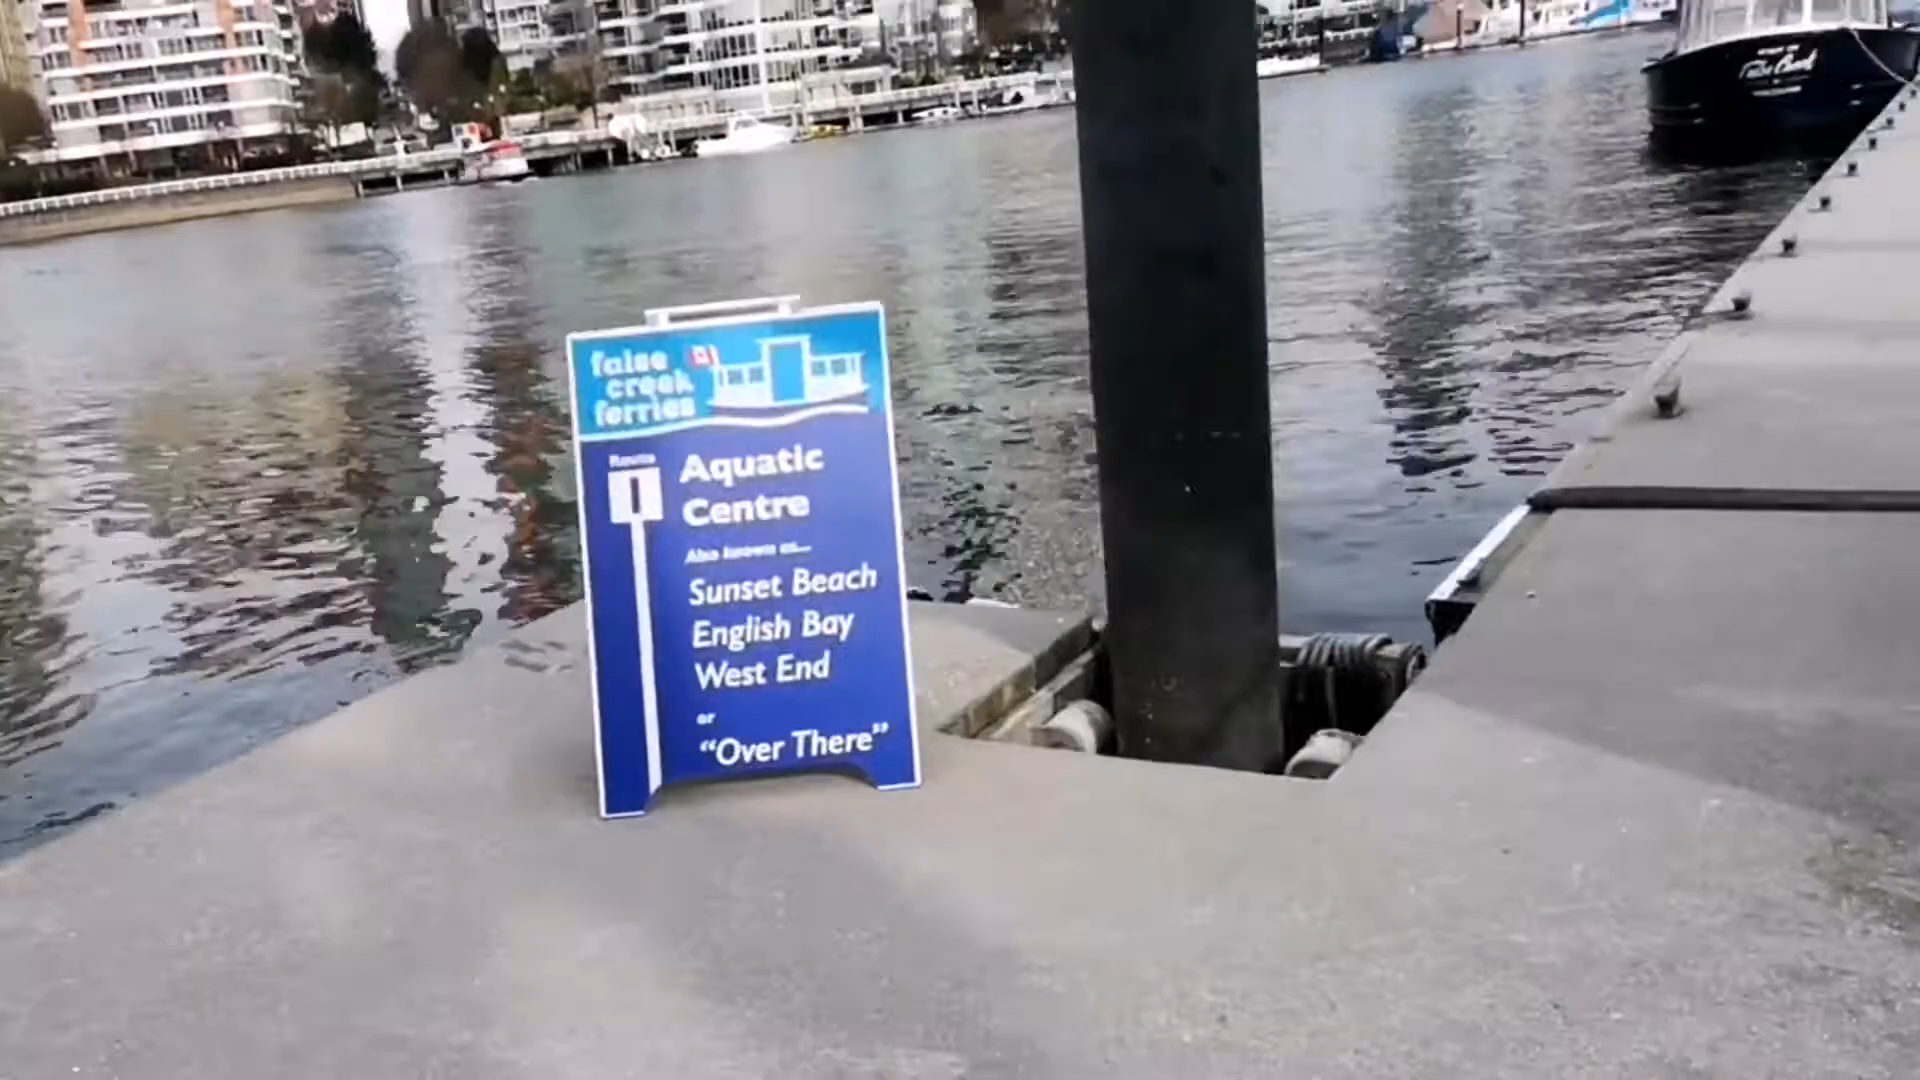 false
creek
ferries
Route
1
Aquatic
Centre
Also known as...
Sunset Beach
English Bay
West End
or
“Over There”